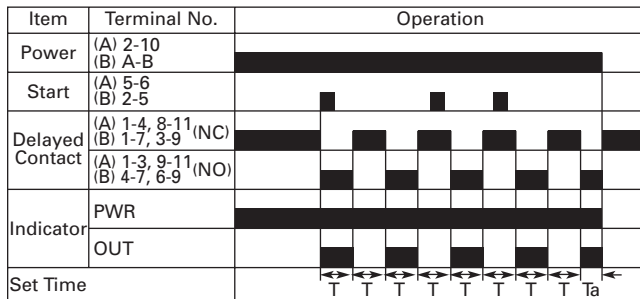 Item Terminal No. Operation
Power (A) 2-10
(B) A-B
Start (A) 5-6
(B) 2-5
Delayed Contact (A) 1-4, 8-11 (NC)
(B) 1-7, 3-9
(A) 1-3, 9-11 (NO)
(B) 4-7, 6-9
Indicator PWR
OUT
Set Time T T T T T T T T Ta